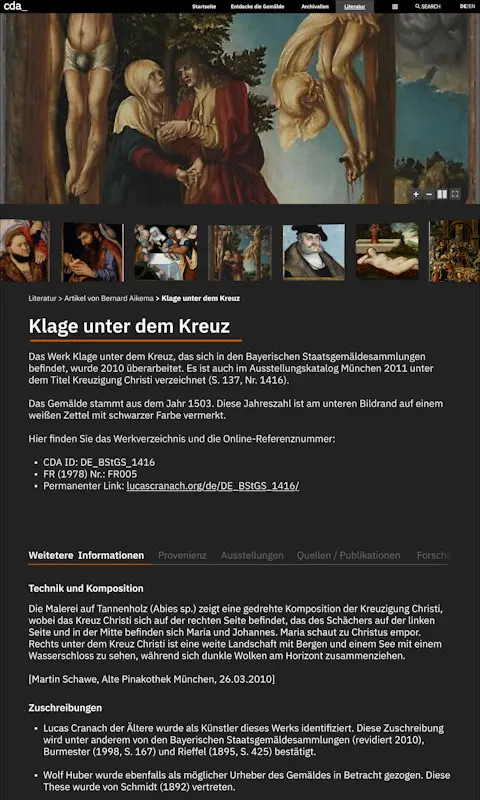 cda_
Startseite Entdecke die Gemälde Archivalien Literatur SEARCH DE/EN
Literatur > Artikel von Bernard Aikema > Klage unter dem Kreuz
Klage unter dem Kreuz
Das Werk Klage unter dem Kreuz, das sich in den Bayerischen Staatsgemäldesammlungen
befindet, wurde 2010 überarbeitet. Es ist auch im Ausstellungskatalog München 2011 unter
dem Titel Kreuzigung Christi verzeichnet (S. 137, Nr. 1416).
Das Gemälde stammt aus dem Jahr 1503. Diese Jahreszahl ist am unteren Bildrand auf einem
weißen Zettel mit schwarzer Farbe vermerkt.
Hier finden Sie das Werkverzeichnis und die Online-Referenznummer:
• CDA ID: DE_BStGS_1416
• FR (1978) Nr.: FR005
• Permanenter Link: lucascranach.org/de/DE_BStGS_1416/
Weitetere Informationen Provenienz Ausstellungen Quellen / Publikationen Forschu
Technik und Komposition
Die Malerei auf Tannenholz (Abies sp.) zeigt eine gedrehte Komposition der Kreuzigung Christi,
wobei das Kreuz Christi sich auf der rechten Seite befindet, das des Schächers auf der linken
Seite und in der Mitte befinden sich Maria und Johannes. Maria schaut zu Christus empor.
Rechts unter dem Kreuz Christi ist eine weite Landschaft mit Bergen und einem See mit einem
Wasserschloss zu sehen, während sich dunkle Wolken am Horizont zusammenziehen.
[Martin Schawe, Alte Pinakothek München, 26.03.2010]
Zuschreibungen
• Lucas Cranach der Ältere wurde als Künstler dieses Werks identifiziert. Diese Zuschreibung
wird unter anderem von den Bayerischen Staatsgemäldesammlungen (revidiert 2010),
Burmester (1998, S. 167) und Rieffel (1895, S. 425) bestätigt.
• Wolf Huber wurde ebenfalls als möglicher Urheber des Gemäldes in Betracht gezogen. Diese
These wurde von Schmidt (1892) vertreten.